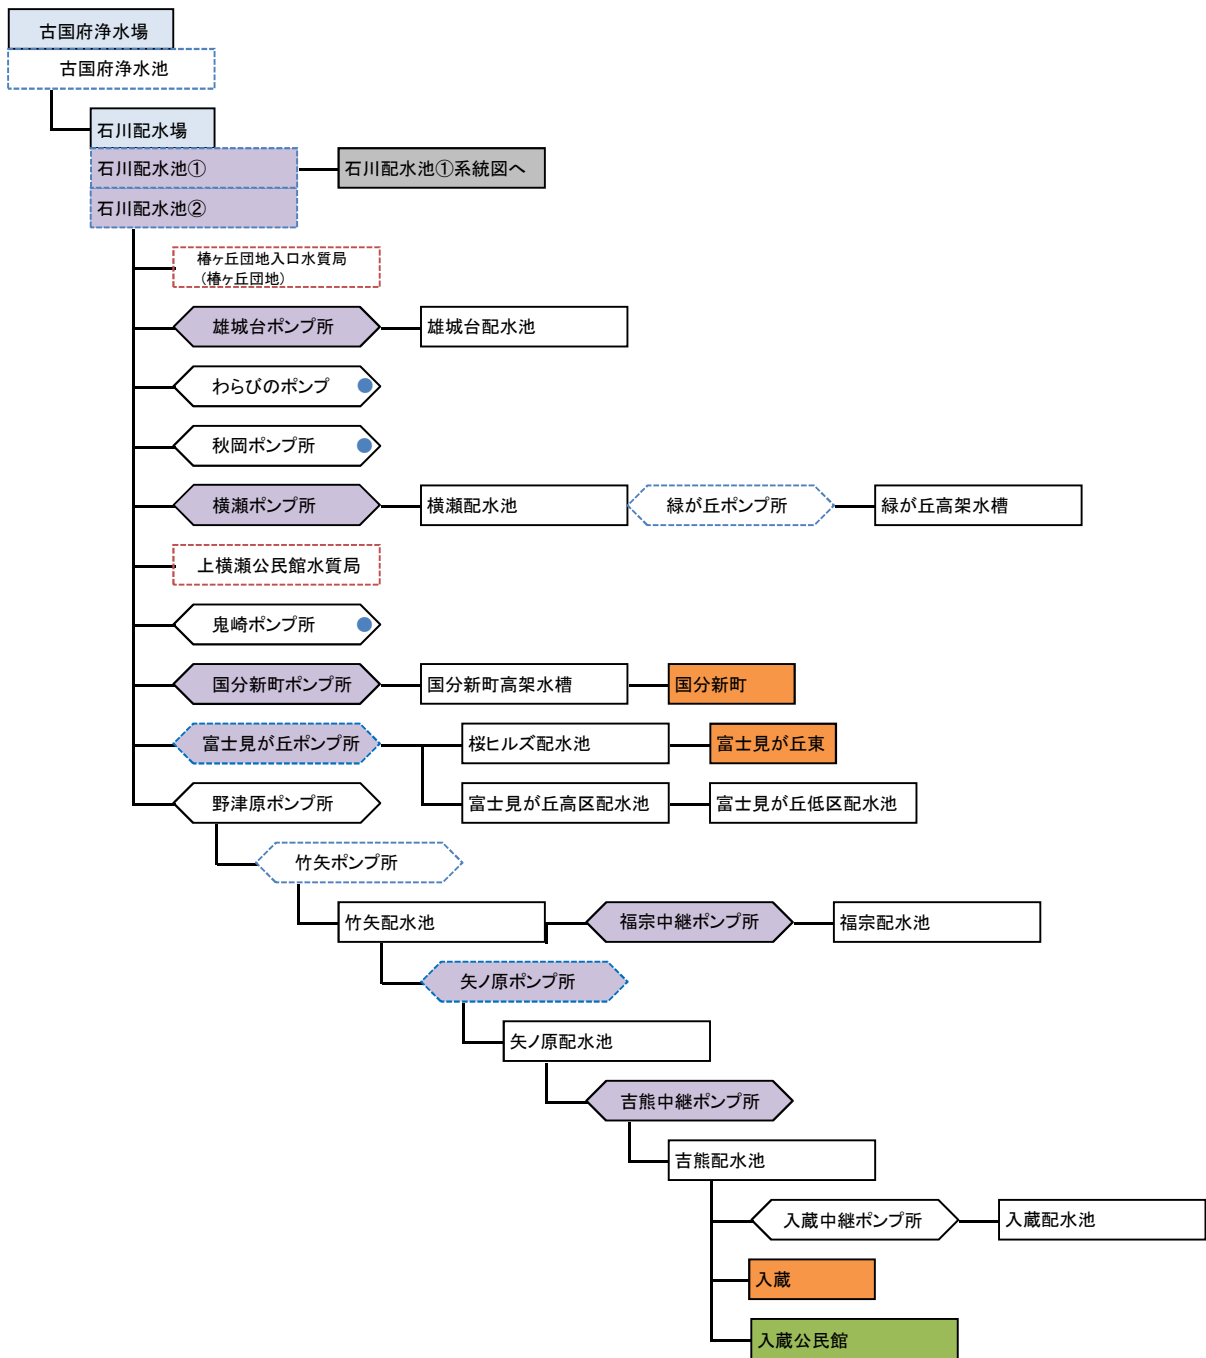 古国府浄水場
古国府浄水池
石川配水場
石川配水池①
石川配水池①系統図へ
石川配水池②
椿ヶ丘団地入口水質局
（椿ヶ丘団地）
雄城台ポンプ所
雄城台配水池
わらびのポンプ
秋岡ポンプ所
横瀬ポンプ所
横瀬配水池
緑が丘ポンプ所
緑が丘高架水槽
上横瀬公民館水質局
鬼崎ポンプ所
国分新町ポンプ所
国分新町高架水槽
国分新町
富士見が丘ポンプ所
桜ヒルズ配水池
富士見が丘東
野津原ポンプ所
富士見が丘高区配水池
富士見が丘低区配水池
竹矢ポンプ所
竹矢配水池
福宗中継ポンプ所
福宗配水池
矢ノ原ポンプ所
矢ノ原配水池
吉熊中継ポンプ所
吉熊配水池
入蔵中継ポンプ所
入蔵配水池
入蔵
入蔵公民館